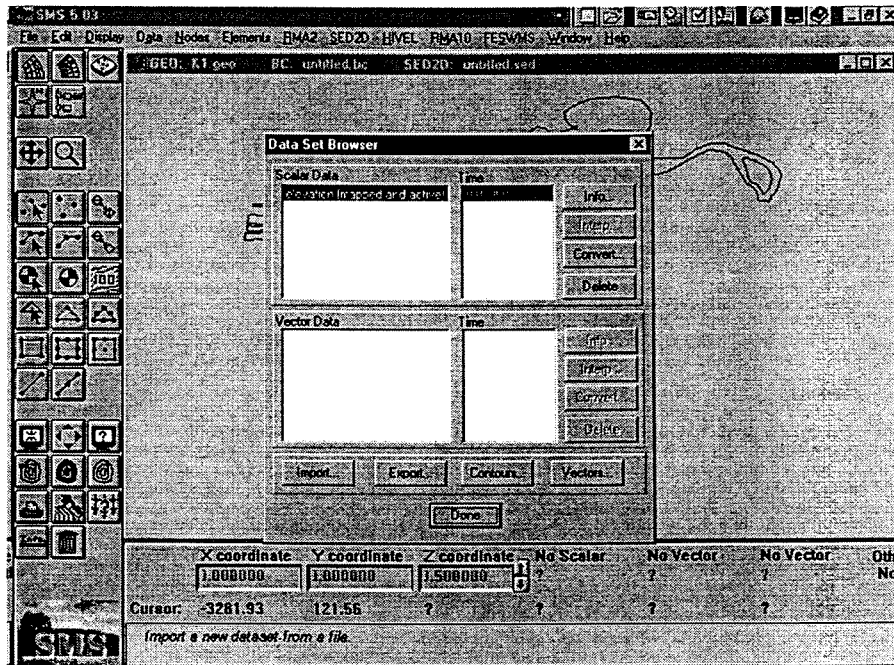 SMS 5.03
File Edit Display Data Nodes Elements RMA2 SED2D HIVEL RMA10 FESWMS Window Help
GEO: K1.geo BC: untitled.bc SED2D: untitled.sed
Data Set Browser
Scalar Data Time
elevation (mapped and active)
Info...
Interp...
Convert...
Delete
Vector Data Time
Info...
Interp...
Convert...
Delete
Import... Export... Contours... Vectors...
Done
X coordinate Y coordinate Z coordinate No Scalar No Vector No Vector Oth
1.000000 1.000000 1.500000 ? ? ? No
Cursor: -3281.93 121.56 ? ? ? ?
SMS Import a new dataset from a file.